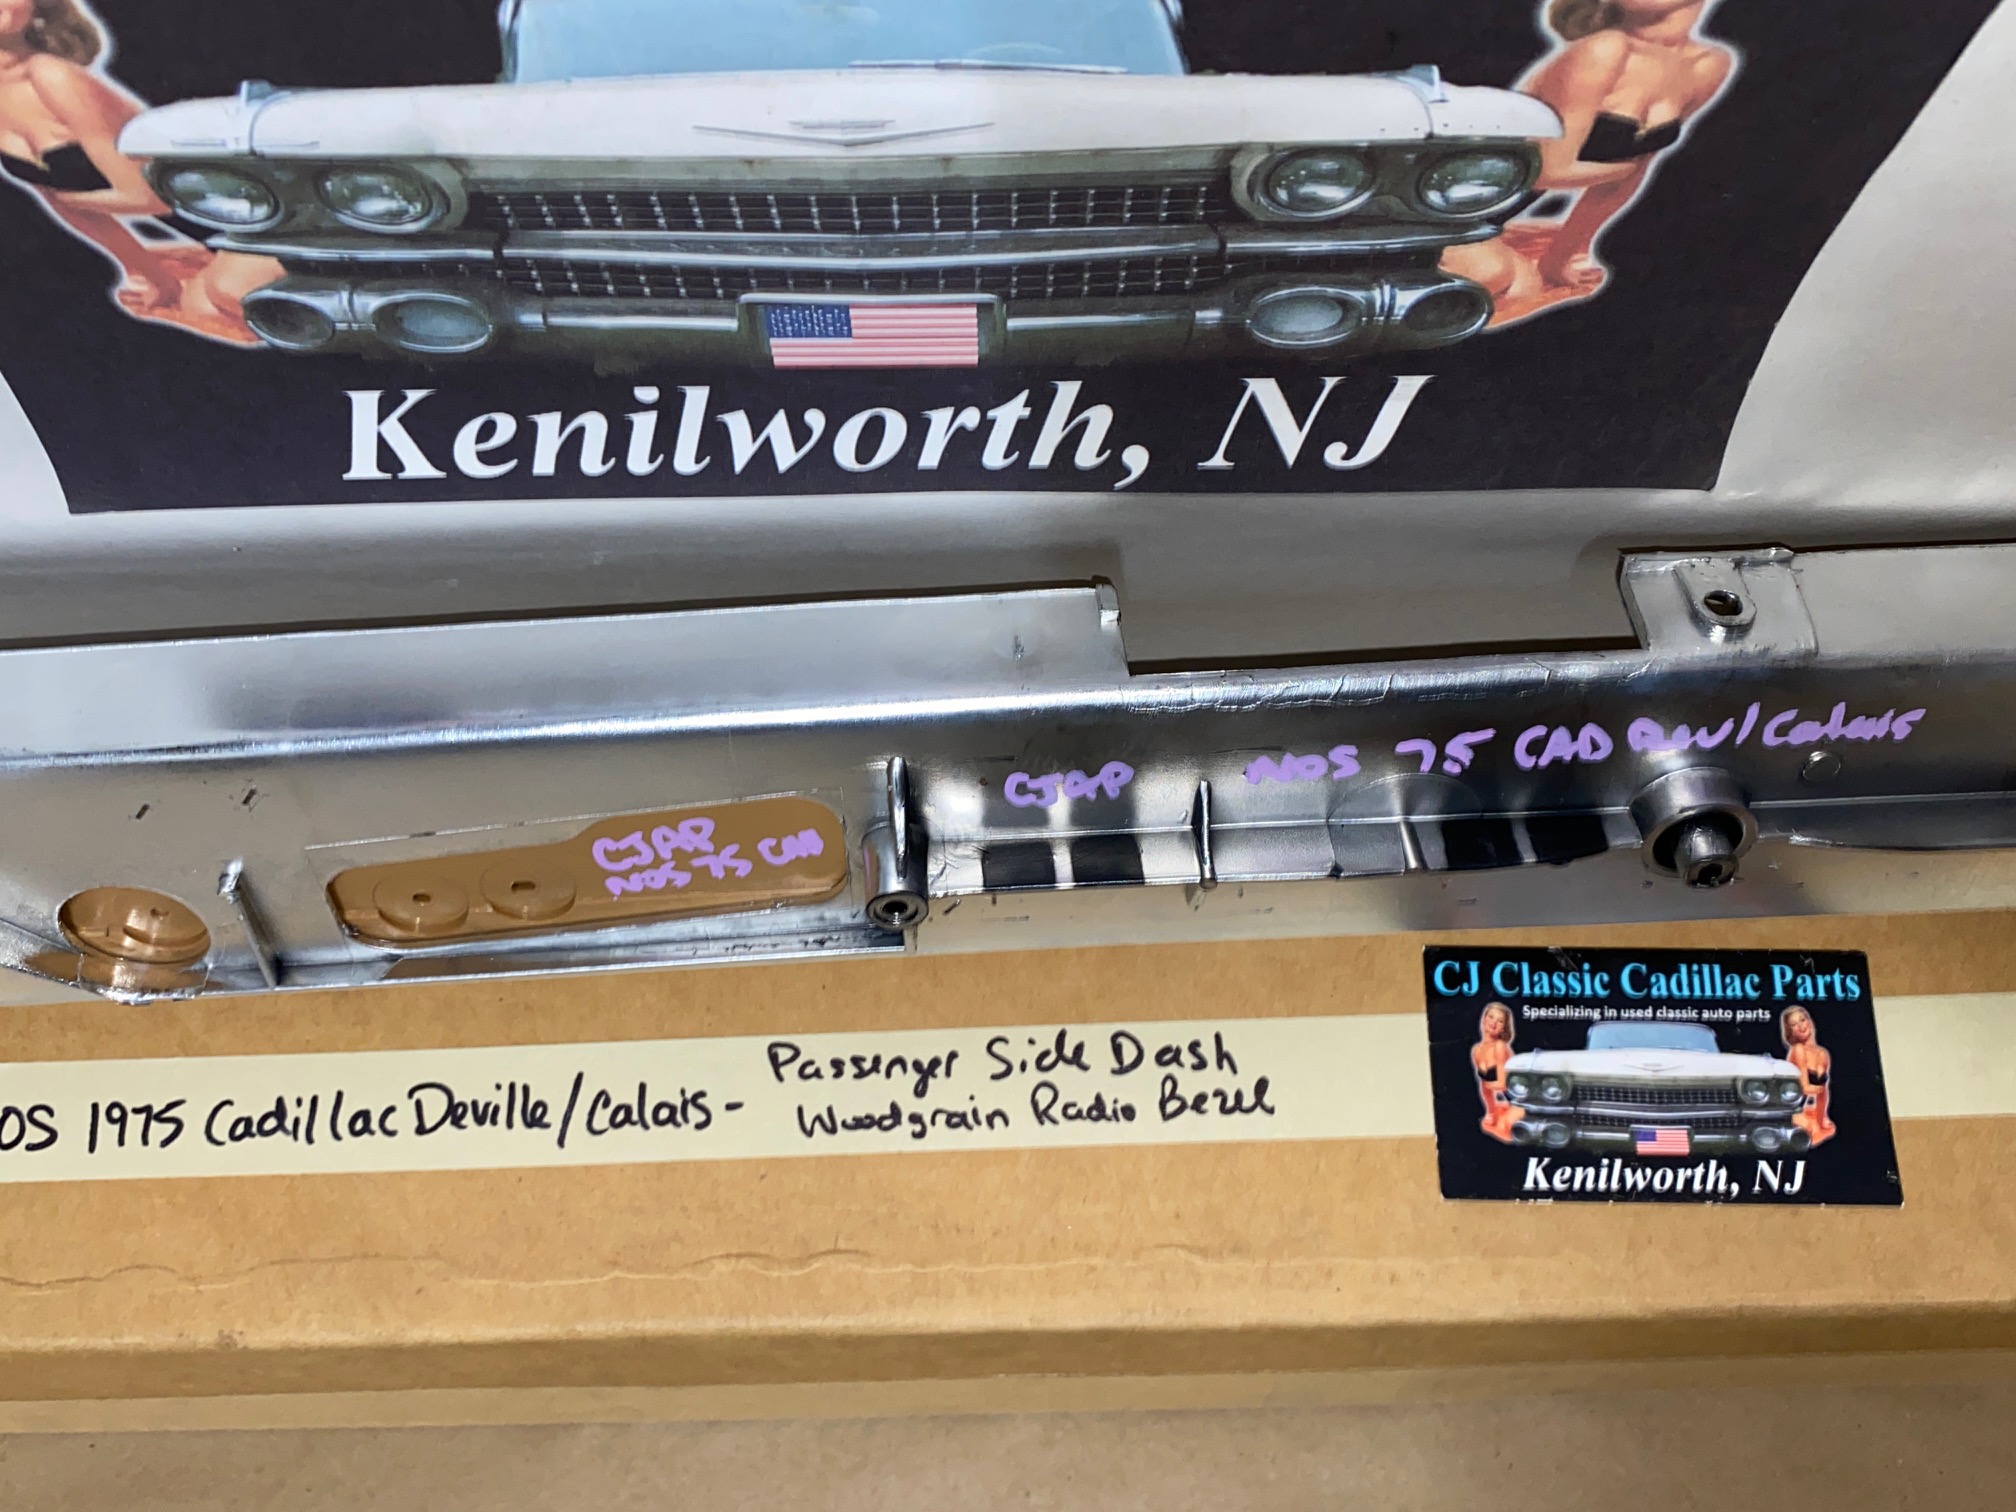 Kenilworth, NJ
CJAP NOS 75 CAD Dev/Calais
CJAP
NOS 75 CAD
OS 1975 Cadillac Deville/Calais - Passenger Side Dash
Woodgrain Radio Bezel
CJ Classic Cadillac Parts
Specializing in used classic auto parts
Kenilworth, NJ